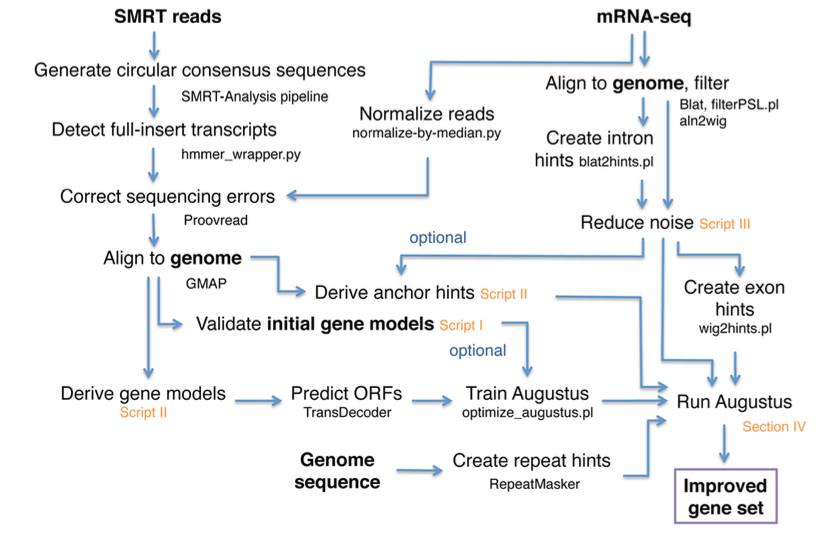 SMRT reads
mRNA-seq
Generate circular consensus sequences
SMRT-Analysis pipeline
Align to genome, filter
Blat, filterPSL.pl
aln2wig
Normalize reads
normalize-by-median.py
Detect full-insert transcripts
hmmer_wrapper.py
Create intron
hints blat2hints.pl
Correct sequencing errors
Proovread
Reduce noise Script III
optional
Align to genome
GMAP
Derive anchor hints Script II
Create exon
hints
wig2hints.pl
Validate initial gene models Script I
optional
Derive gene models
Script II
Predict ORFs
TransDecoder
Train Augustus
optimize_augustus.pl
Run Augustus
Section IV
Genome
sequence
Create repeat hints
RepeatMasker
Improved
gene set